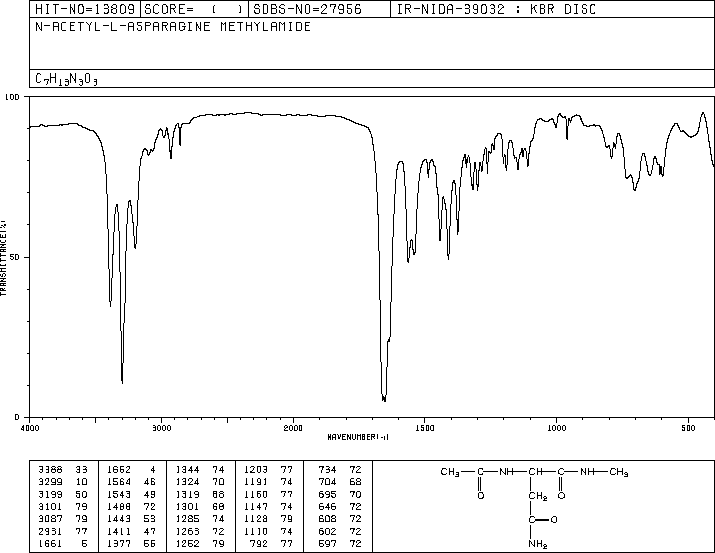 HIT-NO=13809 SCORE= ( ) SDBS-NO=27956 IR-NIDA-39032 : KBR DISC
N-ACETYL-L-ASPARAGINE METHYLAMIDE
C7H13N3O3
100
50
0
TRANSMITTANCE(%)
4000 3000 2000 1500 1000 500
WAVENUMBER(-1)
3388 33 1652 4 1344 74 1203 77 734 72
3299 10 1564 46 1324 70 1191 74 704 68
3199 50 1543 49 1319 68 1160 77 695 70
3101 79 1488 72 1301 68 1147 74 646 72
3087 79 1443 53 1285 74 1128 79 608 72
2931 77 1411 47 1263 72 1110 74 602 72
1661 5 1377 55 1252 79 792 77 597 72
CH3 C NH CH C NH CH3
O CH2 O
C O
NH2